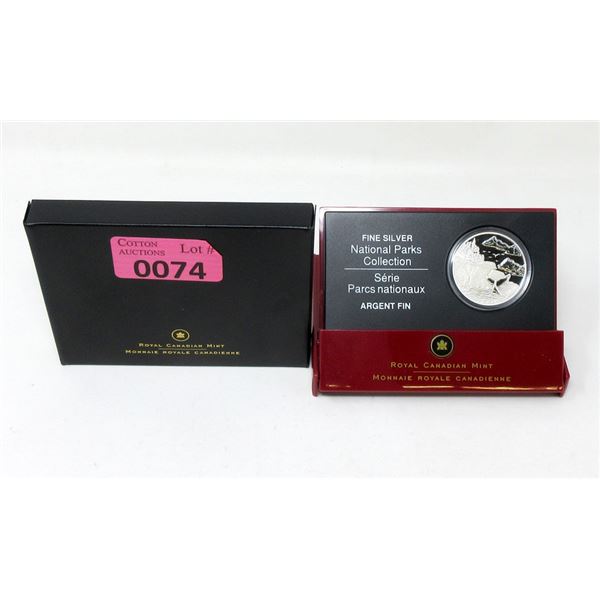 COTTON
AUCTIONS
Lot #
0074
ROYAL CANADIAN MINT
MONNAIE ROYALE CANADIENNE
FINE SILVER
National Parks
Collection
Série
Parcs nationaux
ARGENT FIN
ROYAL CANADIAN MINT
MONNAIE ROYALE CANADIENNE